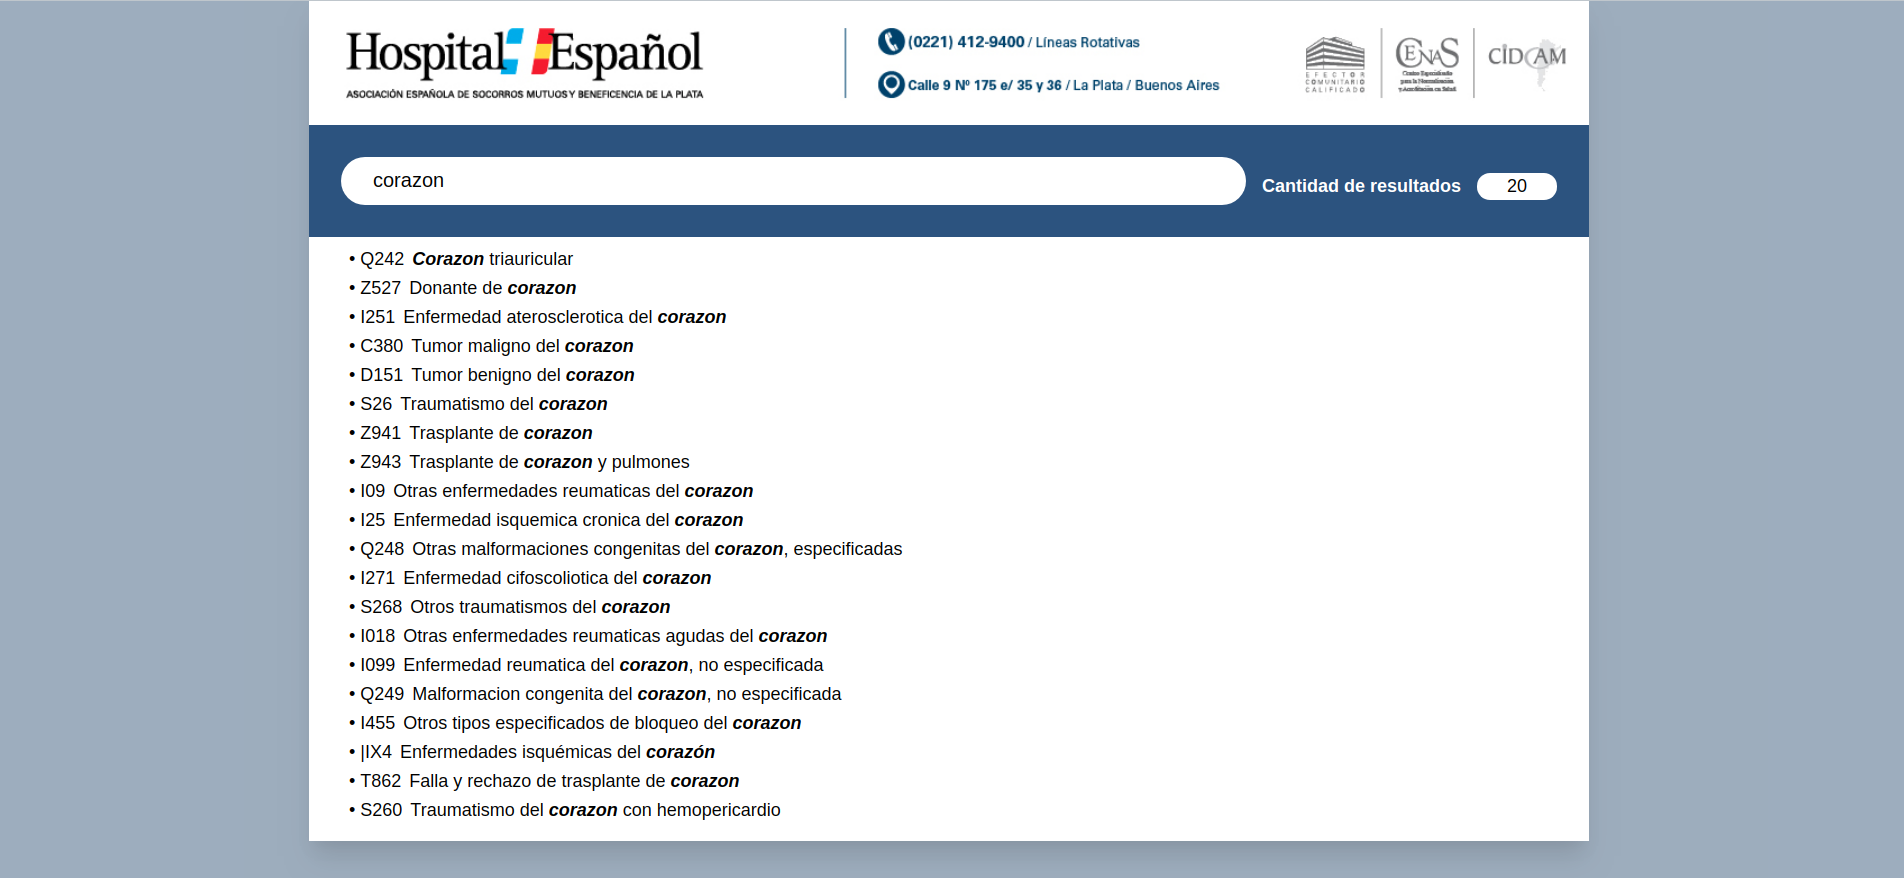 Hospital Español
ASOCIACIÓN ESPAÑOLA DE SOCORROS MUTUOS Y BENEFICENCIA DE LA PLATA
(0221) 412-9400 / Líneas Rotativas
Calle 9 Nº 175 e/ 35 y 36 / La Plata / Buenos Aires
EFECTOR
COMUNITARIO
CALIFICADO
CENAS
Centro Especializado
para la Normalización
y Acreditación en Salud
CIDCAM
corazon
Cantidad de resultados 20
• Q242 Corazon triauricular
• Z527 Donante de corazon
• I251 Enfermedad aterosclerotica del corazon
• C380 Tumor maligno del corazon
• D151 Tumor benigno del corazon
• S26 Traumatismo del corazon
• Z941 Trasplante de corazon
• Z943 Trasplante de corazon y pulmones
• I09 Otras enfermedades reumaticas del corazon
• I25 Enfermedad isquemica cronica del corazon
• Q248 Otras malformaciones congenitas del corazon, especificadas
• I271 Enfermedad cifoscoliotica del corazon
• S268 Otros traumatismos del corazon
• I018 Otras enfermedades reumaticas agudas del corazon
• I099 Enfermedad reumatica del corazon, no especificada
• Q249 Malformacion congenita del corazon, no especificada
• I455 Otros tipos especificados de bloqueo del corazon
• |IX4 Enfermedades isquémicas del corazón
• T862 Falla y rechazo de trasplante de corazon
• S260 Traumatismo del corazon con hemopericardio